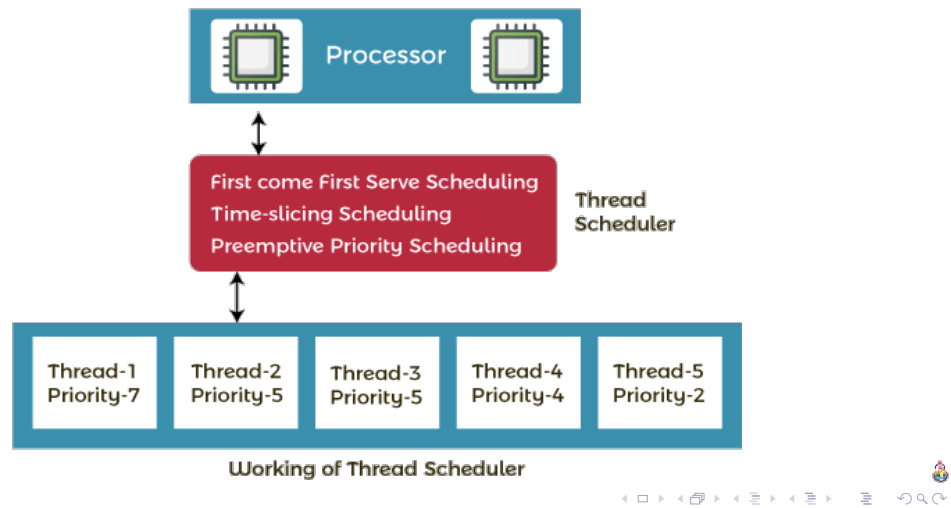 Processor
First come First Serve Scheduling
Time-slicing Scheduling
Preemptive Priority Scheduling
Thread
Scheduler
Thread-1
Priority-7
Thread-2
Priority-5
Thread-3
Priority-5
Thread-4
Priority-4
Thread-5
Priority-2
Working of Thread Scheduler